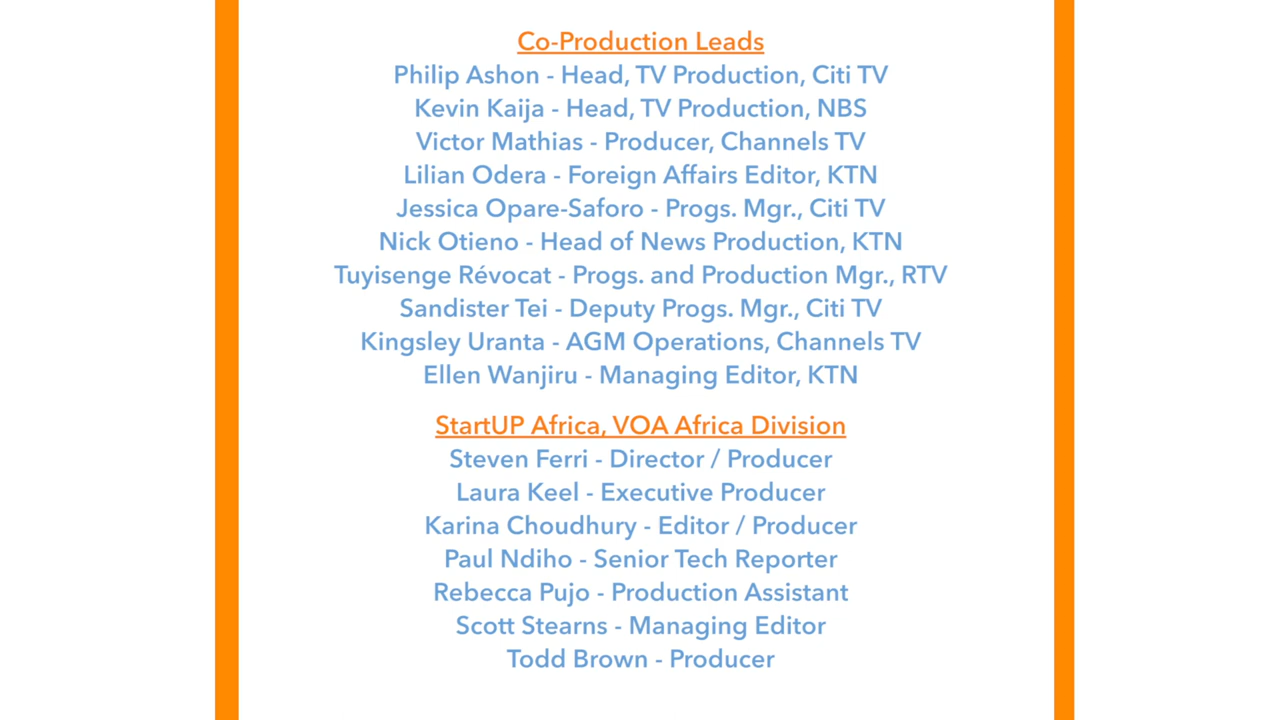 Co-Production Leads
Philip Ashon - Head, TV Production, Citi TV
Kevin Kaija - Head, TV Production, NBS
Victor Mathias - Producer, Channels TV
Lilian Odera - Foreign Affairs Editor, KTN
Jessica Opare-Saforo - Progs. Mgr., Citi TV
Nick Otieno - Head of News Production, KTN
Tuyisenge Révocat - Progs. and Production Mgr., RTV
Sandister Tei - Deputy Progs. Mgr., Citi TV
Kingsley Uranta - AGM Operations, Channels TV
Ellen Wanjiru - Managing Editor, KTN
StartUP Africa, VOA Africa Division
Steven Ferri - Director / Producer
Laura Keel - Executive Producer
Karina Choudhury - Editor / Producer
Paul Ndiho - Senior Tech Reporter
Rebecca Pujo - Production Assistant
Scott Stearns - Managing Editor
Todd Brown - Producer